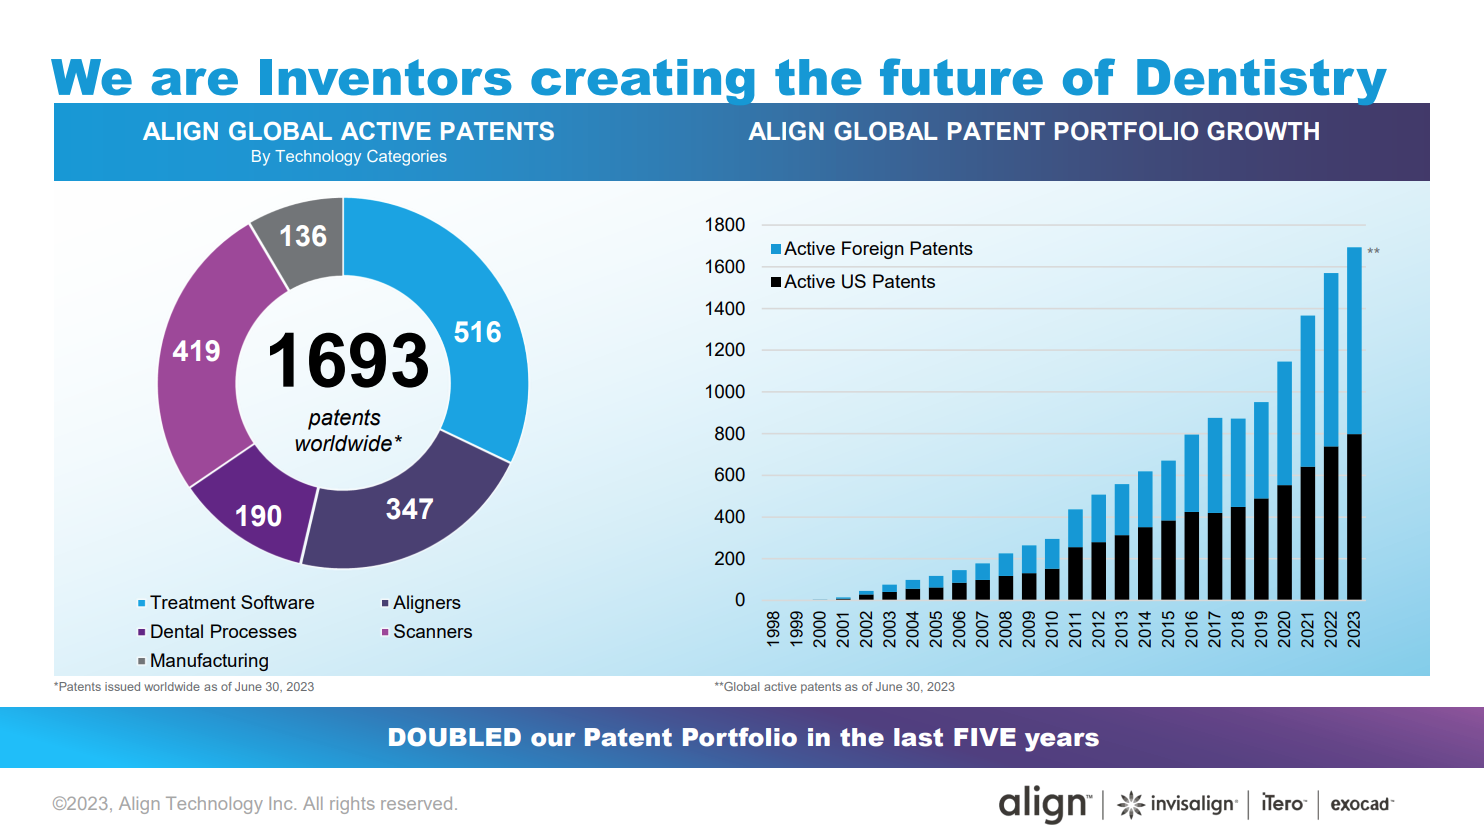 We are Inventors creating the future of Dentistry
ALIGN GLOBAL ACTIVE PATENTS
By Technology Categories
136
516
419
1693
patents
worldwide*
347
190
Treatment Software
Aligners
Dental Processes
Scanners
Manufacturing
*Patents issued worldwide as of June 30, 2023
ALIGN GLOBAL PATENT PORTFOLIO GROWTH
1800
1600
1400
1200
1000
800
600
400
200
0
Active Foreign Patents
Active US Patents
**
1998
1999
2000
2001
2002
2003
2004
2005
2006
2007
2008
2009
2010
2011
2012
2013
2014
2015
2016
2017
2018
2019
2020
2021
2022
2023
**Global active patents as of June 30, 2023
DOUBLED our Patent Portfolio in the last FIVE years
©2023, Align Technology Inc. All rights reserved.
align™ | invisalign® | iTero™ | exocad™